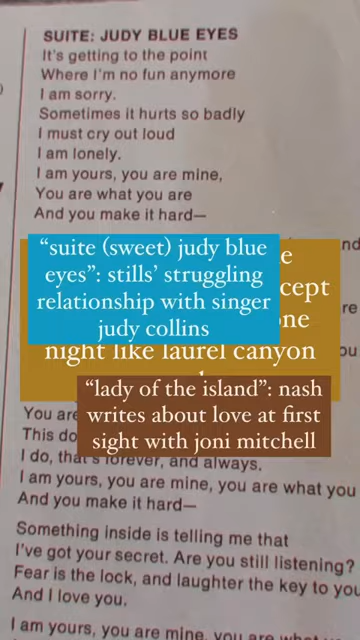 SUITE: JUDY BLUE EYES
It's getting to the point
Where I'm no fun anymore
I am sorry.
Sometimes it hurts so badly
I must cry out loud
I am lonely.
I am yours, you are mine,
You are what you are
And you make it hard—
“suite (sweet) judy blue
eyes”: stills’ struggling
relationship with singer
judy collins
night like laurel canyon
“lady of the island”: nash
writes about love at first
sight with joni mitchell
You are
This do
I do, that's forever, and always.
I am yours, you are mine, you are what you
And you make it hard—
Something inside is telling me that
I've got your secret. Are you still listening?
Fear is the lock, and laughter the key to you
And I love you.
I am yours, you are mine, you are what